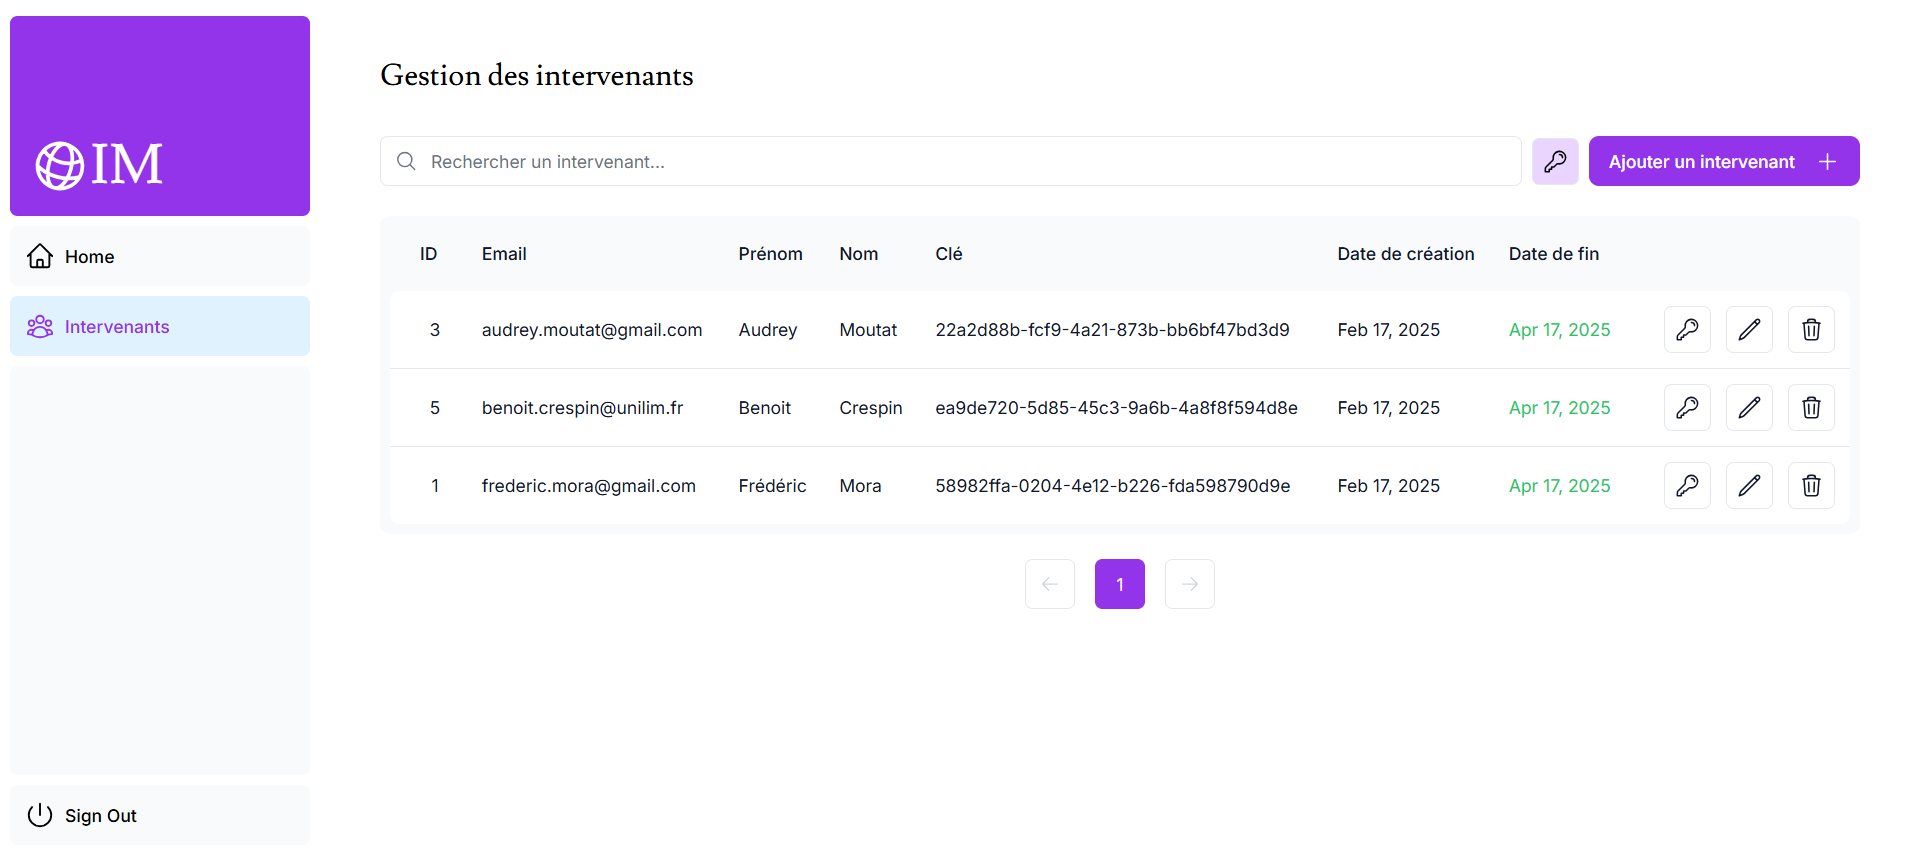 IM
Home
Intervenants
Sign Out
Gestion des intervenants
Rechercher un intervenant...
Ajouter un intervenant
ID Email Prénom Nom Clé Date de création Date de fin
3 audrey.moutat@gmail.com Audrey Moutat 22a2d88b-fcf9-4a21-873b-bb6bf47bd3d9 Feb 17, 2025 Apr 17, 2025
5 benoit.crespin@unilim.fr Benoit Crespin ea9de720-5d85-45c3-9a6b-4a8f8f594d8e Feb 17, 2025 Apr 17, 2025
1 frederic.mora@gmail.com Frédéric Mora 58982ffa-0204-4e12-b226-fda598790d9e Feb 17, 2025 Apr 17, 2025
1